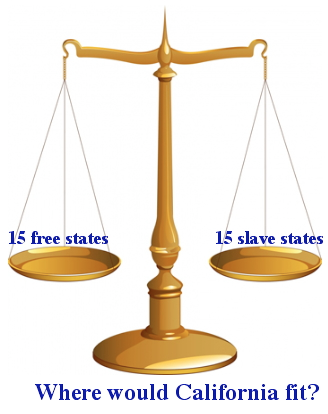 15 free states
15 slave states
Where would California fit?